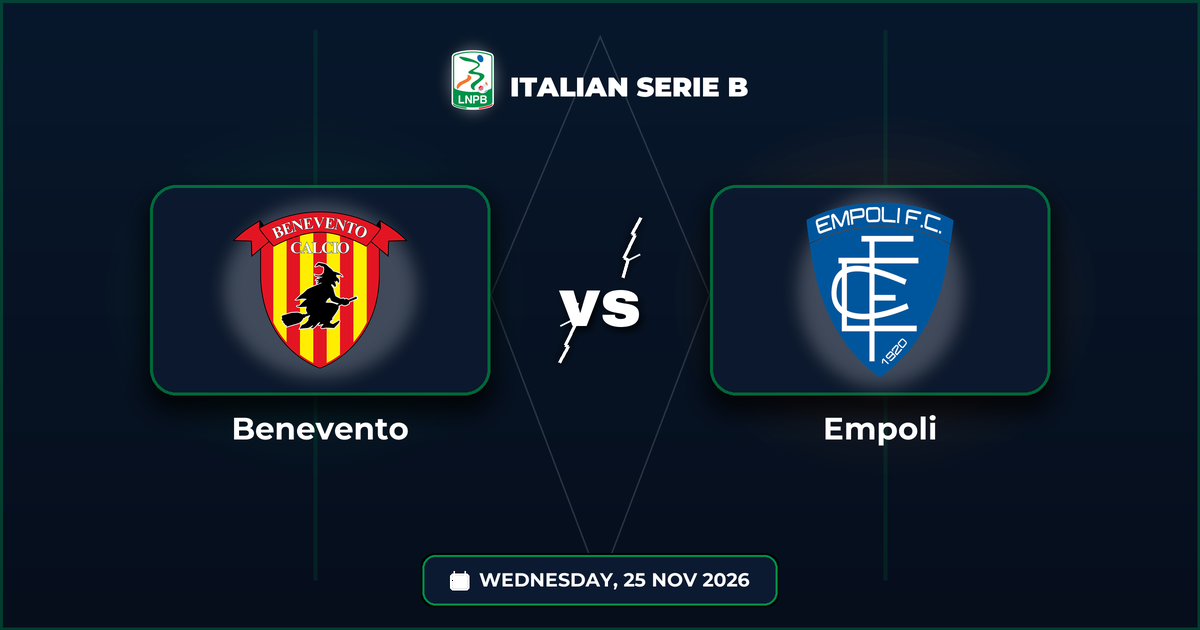 LNPB
ITALIAN SERIE B
BENEVENTO
CALCIO
EMPOLI F.C.
1920
vs
Benevento
Empoli
WEDNESDAY, 25 NOV 2026